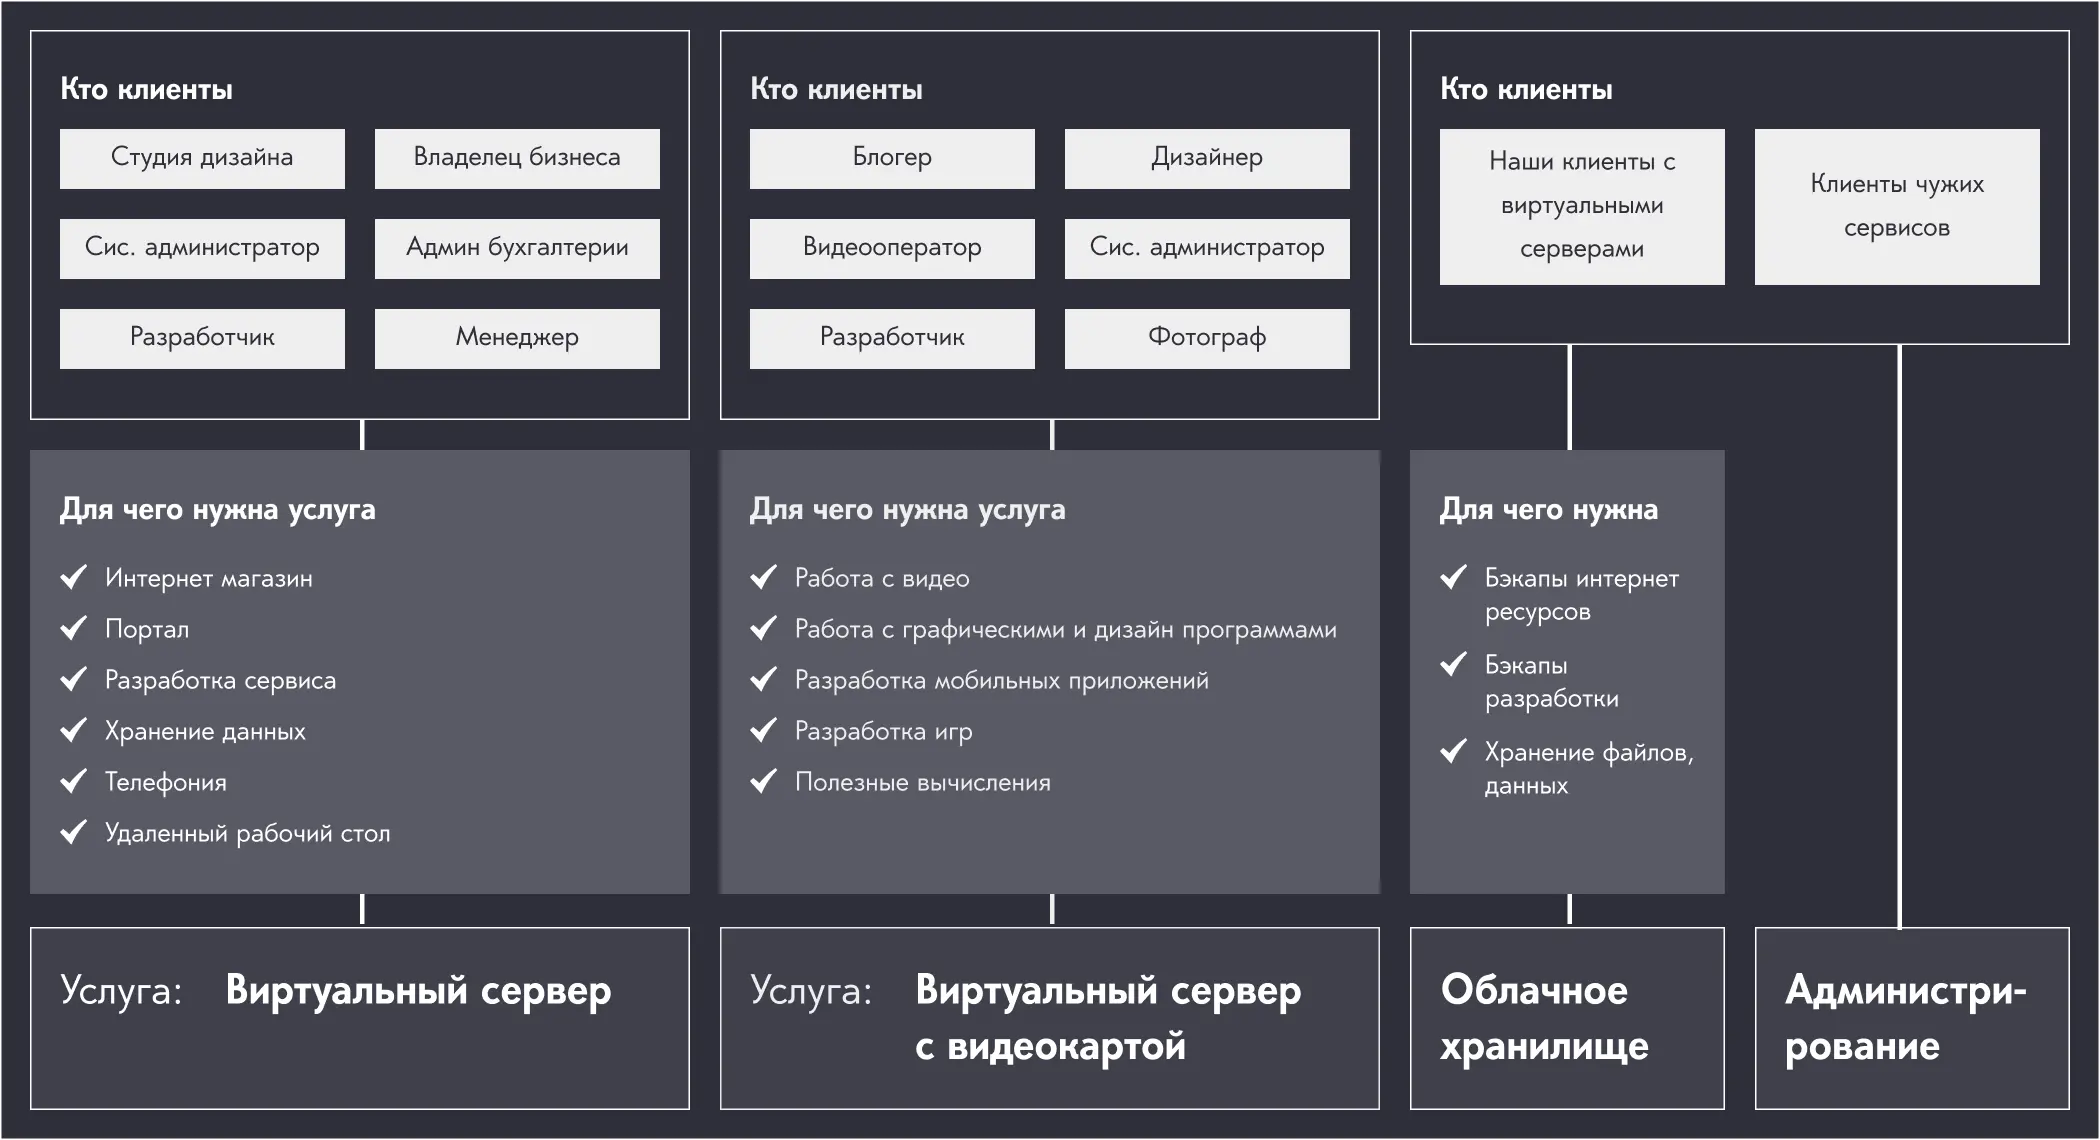 Кто клиенты
Студия дизайна
Владелец бизнеса
Сис. администратор
Админ бухгалтерии
Разработчик
Менеджер
Для чего нужна услуга
Интернет магазин
Портал
Разработка сервиса
Хранение данных
Телефония
Удаленный рабочий стол
Услуга: Виртуальный сервер
Кто клиенты
Блогер
Дизайнер
Видеооператор
Сис. администратор
Разработчик
Фотограф
Для чего нужна услуга
Работа с видео
Работа с графическими и дизайн программами
Разработка мобильных приложений
Разработка игр
Полезные вычисления
Услуга: Виртуальный сервер
с видеокартой
Кто клиенты
Наши клиенты с
виртуальными
серверами
Клиенты чужих
сервисов
Для чего нужна
Бэкапы интернет
ресурсов
Бэкапы
разработки
Хранение файлов,
данных
Облачное
хранилище
Администри-
рование